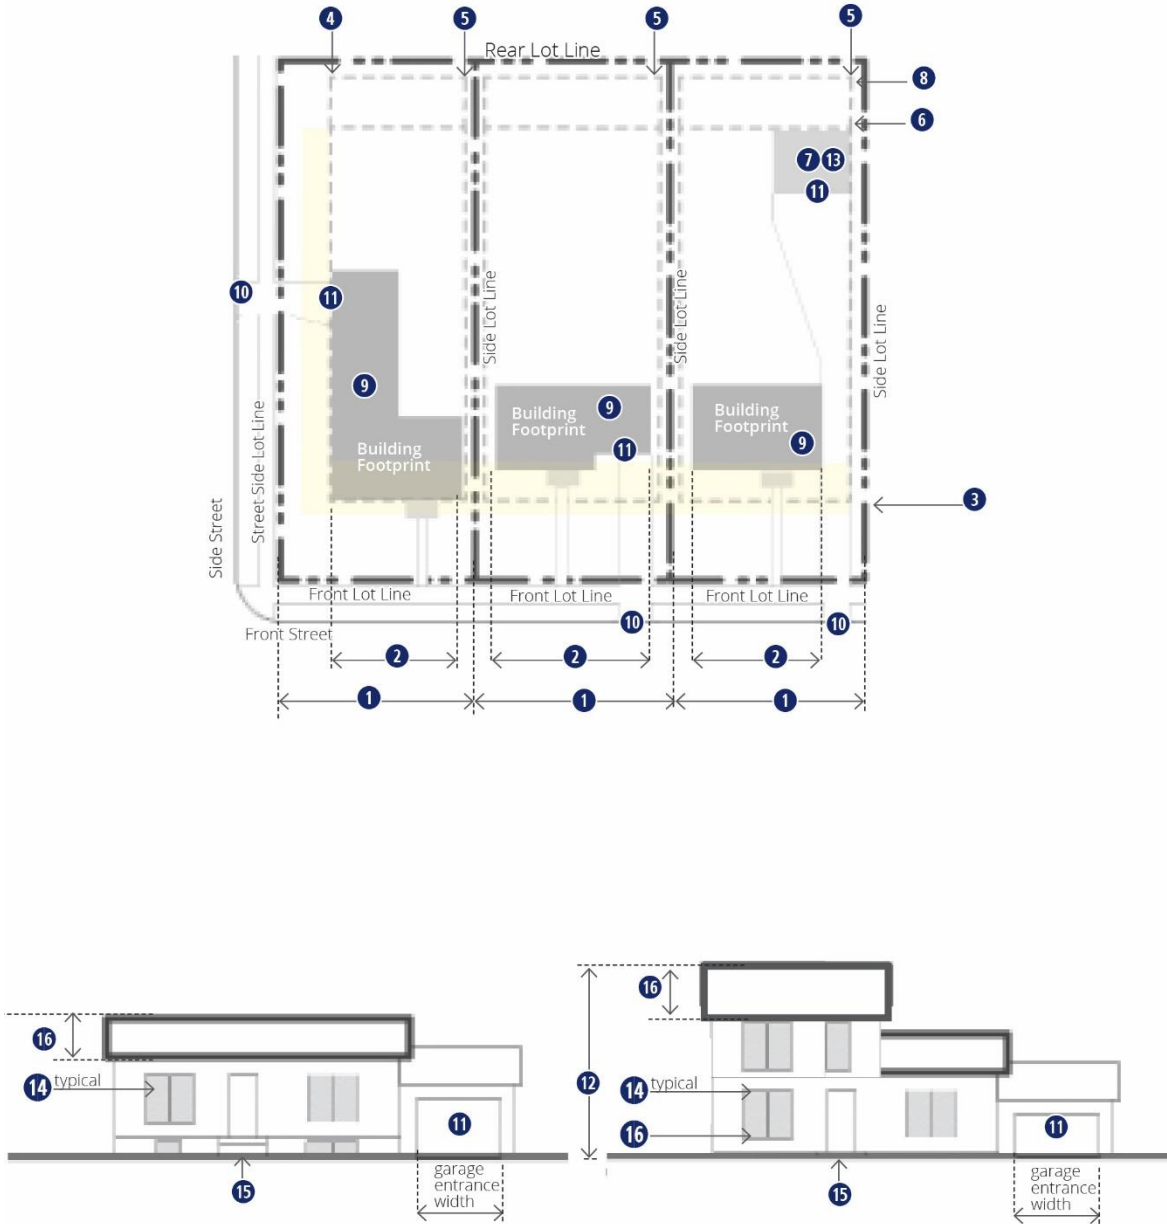 4 5 5 5
Rear Lot Line
8
6
7 13
11
Side Lot Line
Side Lot Line
Side Lot Line
10
11
9
Building
Footprint
Building
Footprint
9
11
Building
Footprint
9
3
Side Street
Street Side Lot Line
Front Lot Line
Front Lot Line
Front Lot Line
10
10
Front Street
2 2 2
1 1 1
16
14 typical
11
15
garage
entrance
width
16
12
14 typical
16
11
15
garage
entrance
width